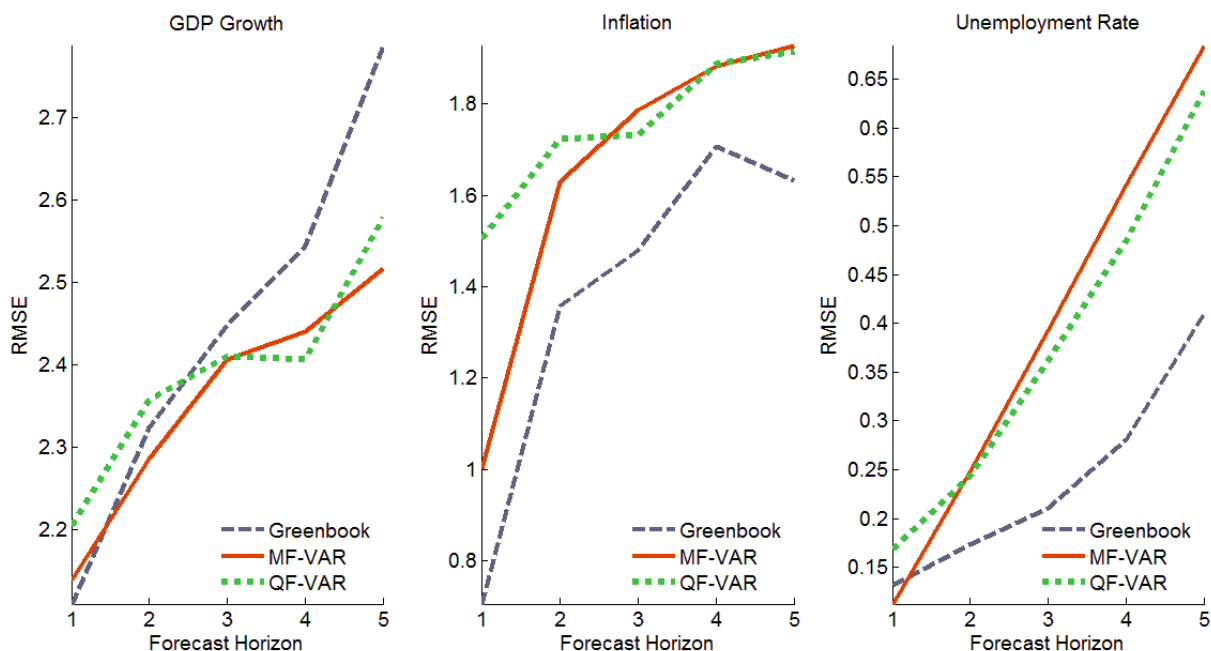 GDP Growth
2.7
2.6
2.5
2.4
2.3
2.2
RMSE
Greenbook
MF-VAR
QF-VAR
1 2 3 4 5
Forecast Horizon
Inflation
1.8
1.6
1.4
1.2
1
0.8
RMSE
Greenbook
MF-VAR
QF-VAR
1 2 3 4 5
Forecast Horizon
Unemployment Rate
0.65
0.6
0.55
0.5
0.45
0.4
0.35
0.3
0.25
0.2
0.15
RMSE
Greenbook
MF-VAR
QF-VAR
1 2 3 4 5
Forecast Horizon